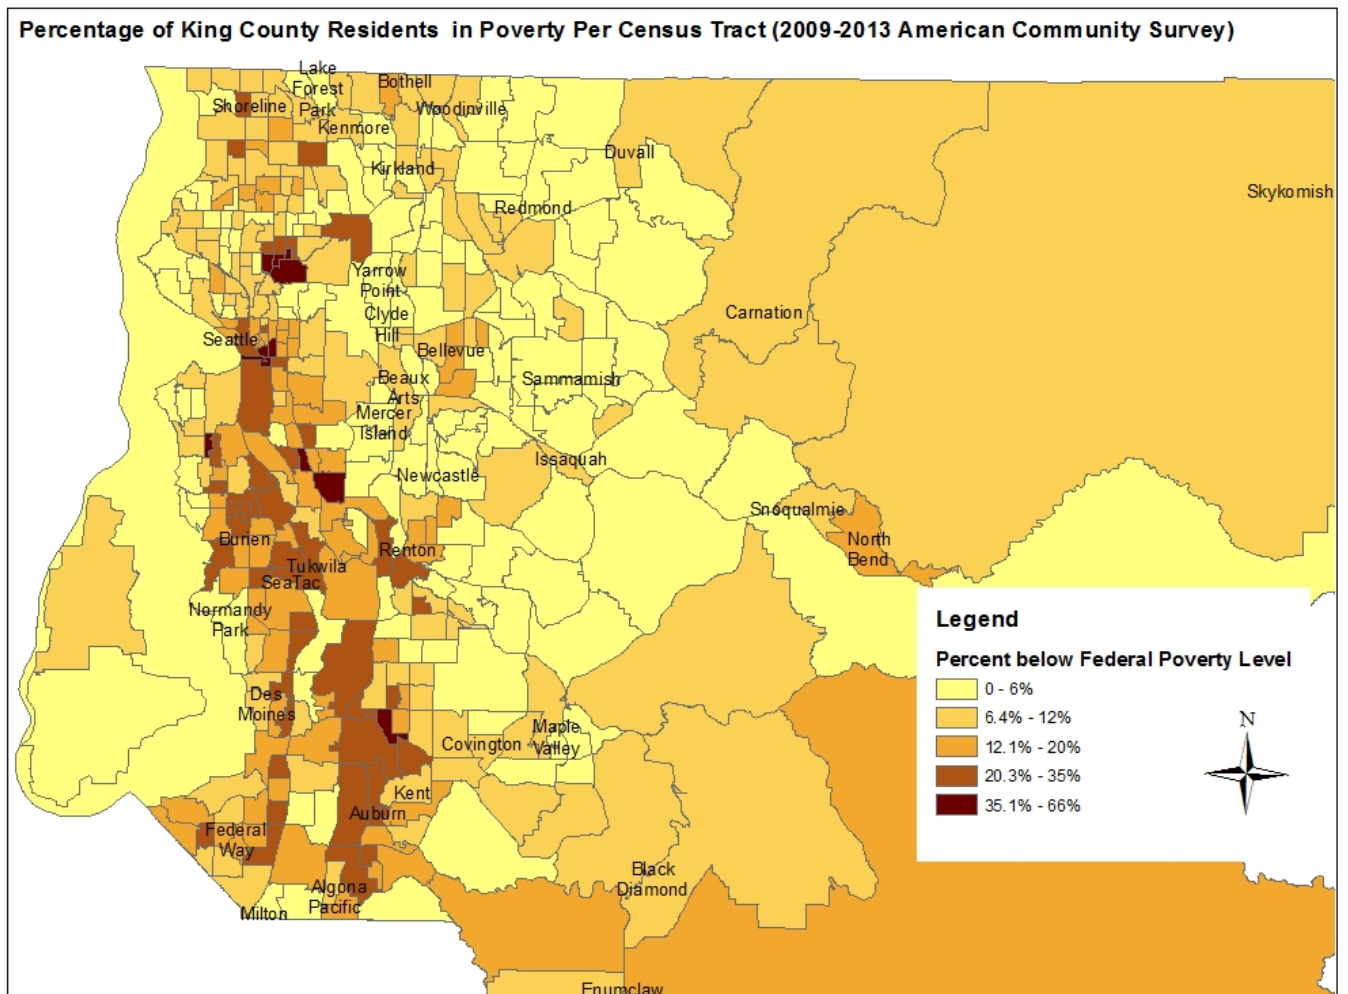 Percentage of King County Residents in Poverty Per Census Tract (2009-2013 American Community Survey)
Lake
Forest
Park
Bothell
Shoreline
Woodinville
Kenmore
Duvall
Kirkland
Skykomish
Redmond
Yarrow
Point
Clyde
Hill
Carnation
Seattle
Bellevue
Beaux
Arts
Sammamish
Mercer
Island
Issaquah
Newcastle
Snoqualmie
North
Bend
Burien
Renton
Tukwila
SeaTac
Normandy
Park
Des
Moines
Maple
Valley
Covington
Kent
Auburn
Federal
Way
Black
Diamond
Algona
Pacific
Milton
Enumclaw
Legend
Percent below Federal Poverty Level
0 - 6%
6.4% - 12%
12.1% - 20%
20.3% - 35%
35.1% - 66%
N